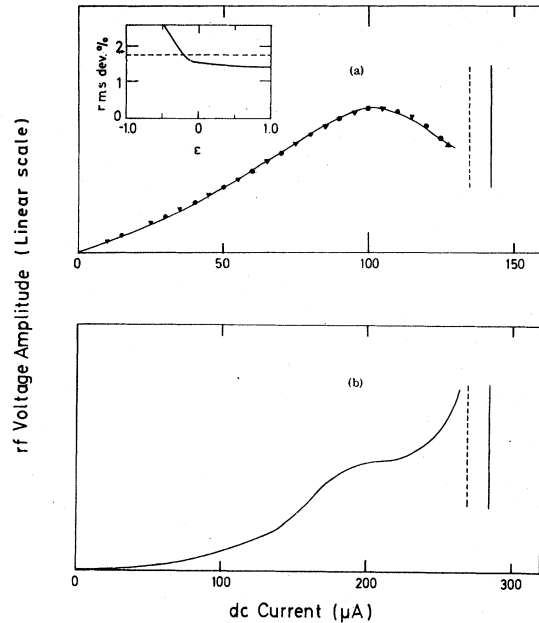 rf Voltage Amplitude (Linear scale)
rms dev.%
2
1
0
-1.0 0 1.0
ε
(a)
0 50 100 150
(b)
0 100 200 300
dc Current (μA)